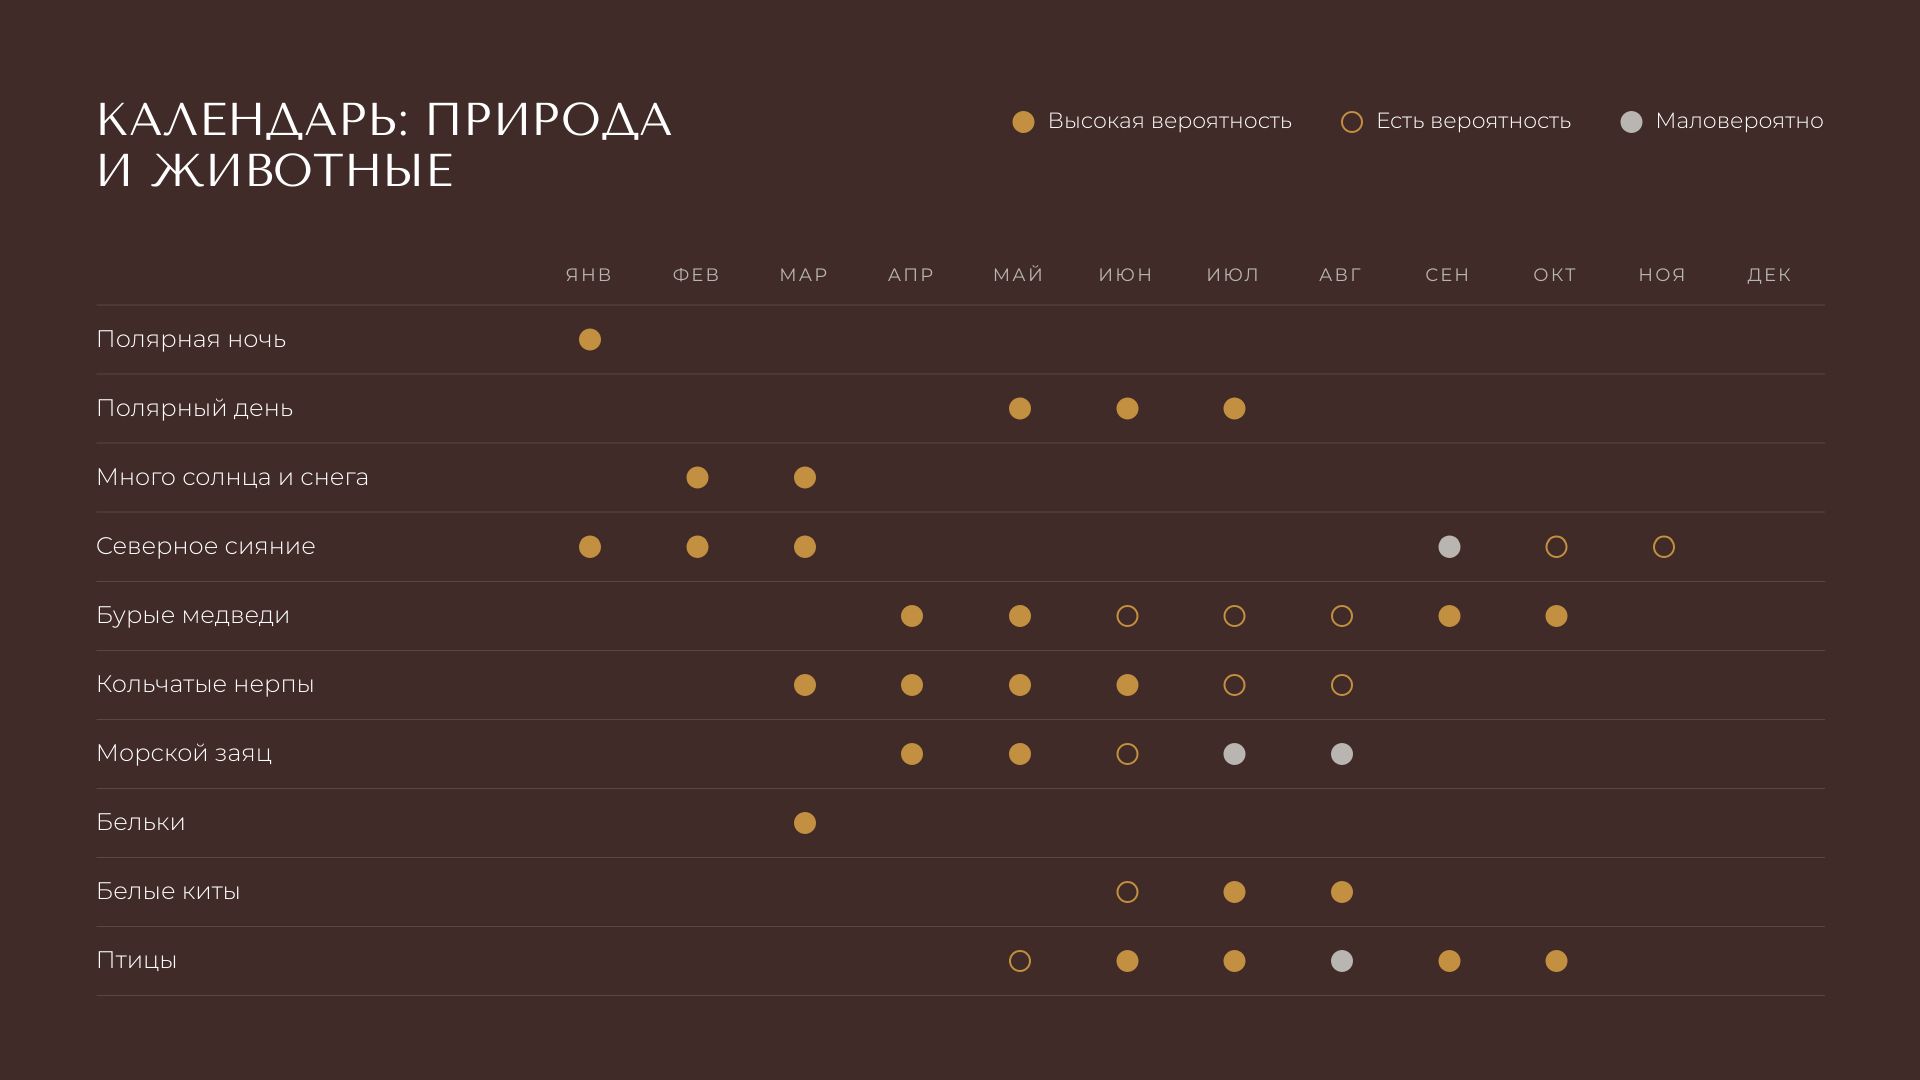 КАЛЕНДАРЬ: ПРИРОДА
И ЖИВОТНЫЕ
Высокая вероятность Есть вероятность Маловероятно
ЯНВ ФЕВ МАР АПР МАЙ ИЮН ИЮЛ АВГ СЕН ОКТ НОЯ ДЕК
Полярная ночь
Полярный день
Много солнца и снега
Северное сияние
Бурые медведи
Кольчатые нерпы
Морской заяц
Бельки
Белые киты
Птицы